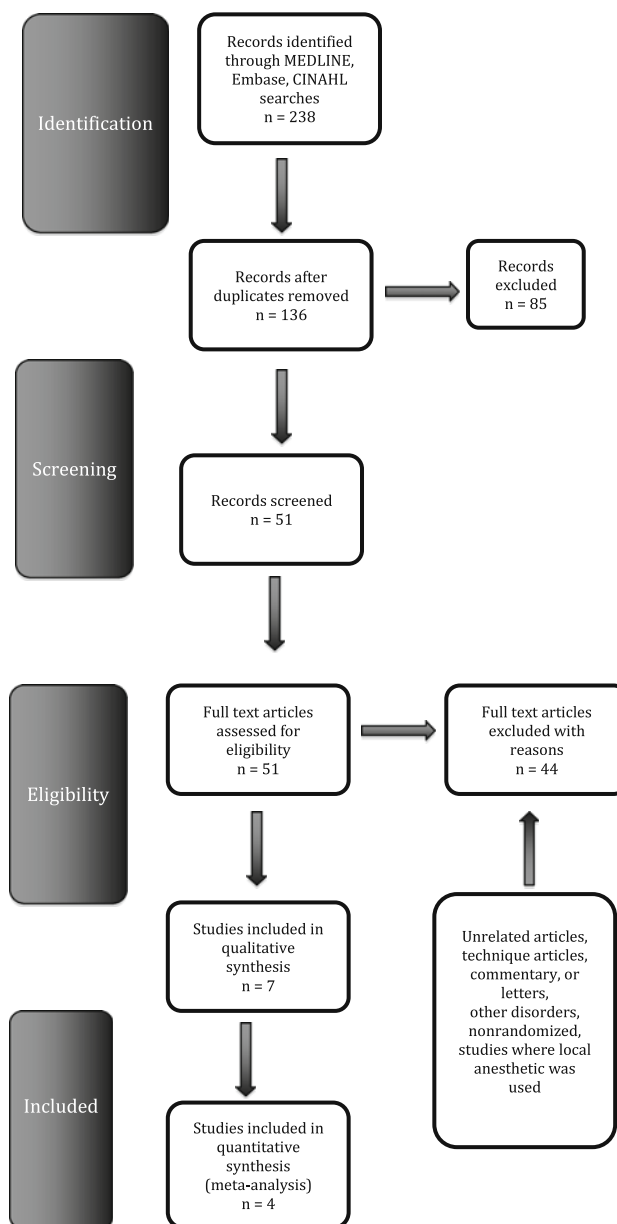 Identification
Records identified
through MEDLINE,
Embase, CINAHL
searches
n = 238
Records after
duplicates removed
n = 136
Records
excluded
n = 85
Screening
Records screened
n = 51
Eligibility
Full text articles
assessed for
eligibility
n = 51
Full text articles
excluded with
reasons
n = 44
Unrelated articles,
technique articles,
commentary, or
letters,
other disorders,
nonrandomized,
studies where local
anesthetic was
used
Studies included in
qualitative
synthesis
n = 7
Included
Studies included in
quantitative
synthesis
(meta-analysis)
n = 4